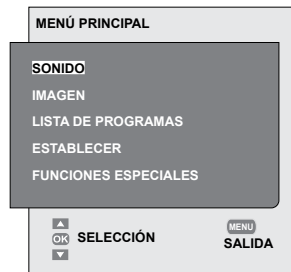 MENÚ PRINCIPAL
SONIDO
IMAGEN
LISTA DE PROGRAMAS
ESTABLECER
FUNCIONES ESPECIALES
OK SELECCIÓN
MENU
SALIDA